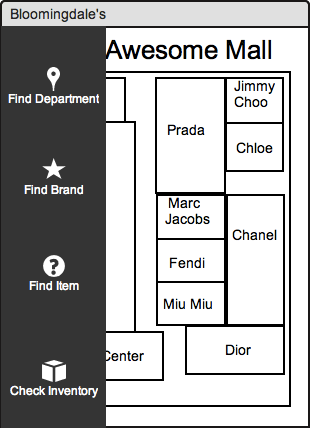 Bloomingdale's
Awesome Mall
Find Department
Find Brand
Find Item
Check Inventory
Prada
Jimmy
Choo
Chloe
Marc
Jacobs
Chanel
Fendi
Miu Miu
Center
Dior